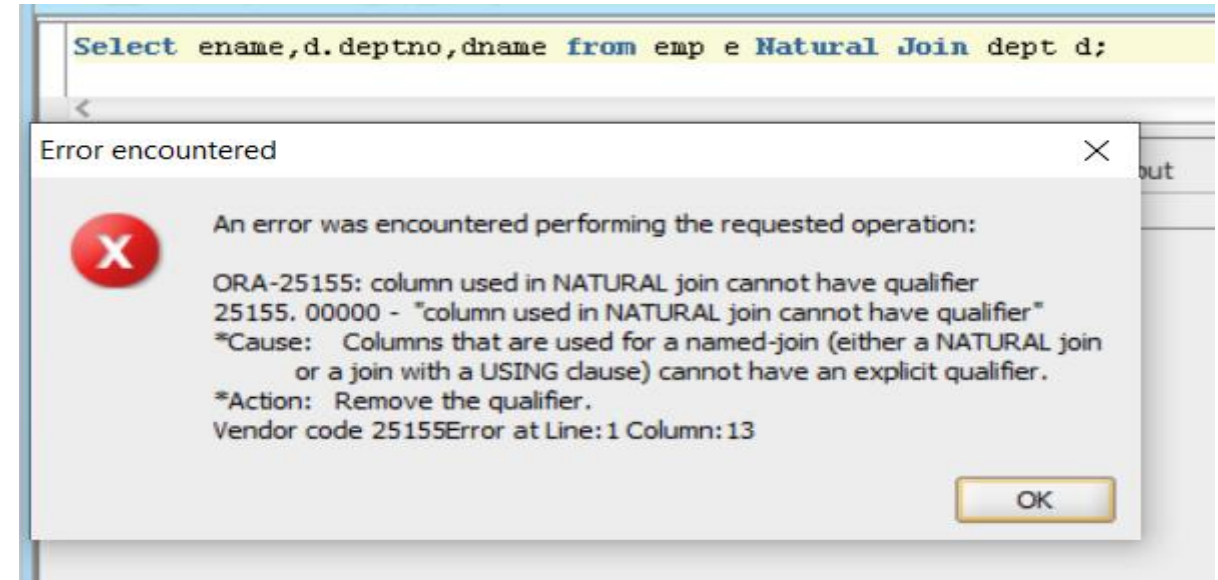 Select ename,d.deptno,dname from emp e Natural Join dept d;
Error encountered
out
An error was encountered performing the requested operation:
ORA-25155: column used in NATURAL join cannot have qualifier
25155. 00000 - "column used in NATURAL join cannot have qualifier"
*Cause: Columns that are used for a named-join (either a NATURAL join
or a join with a USING clause) cannot have an explicit qualifier.
*Action: Remove the qualifier.
Vendor code 25155Error at Line:1 Column:13
OK